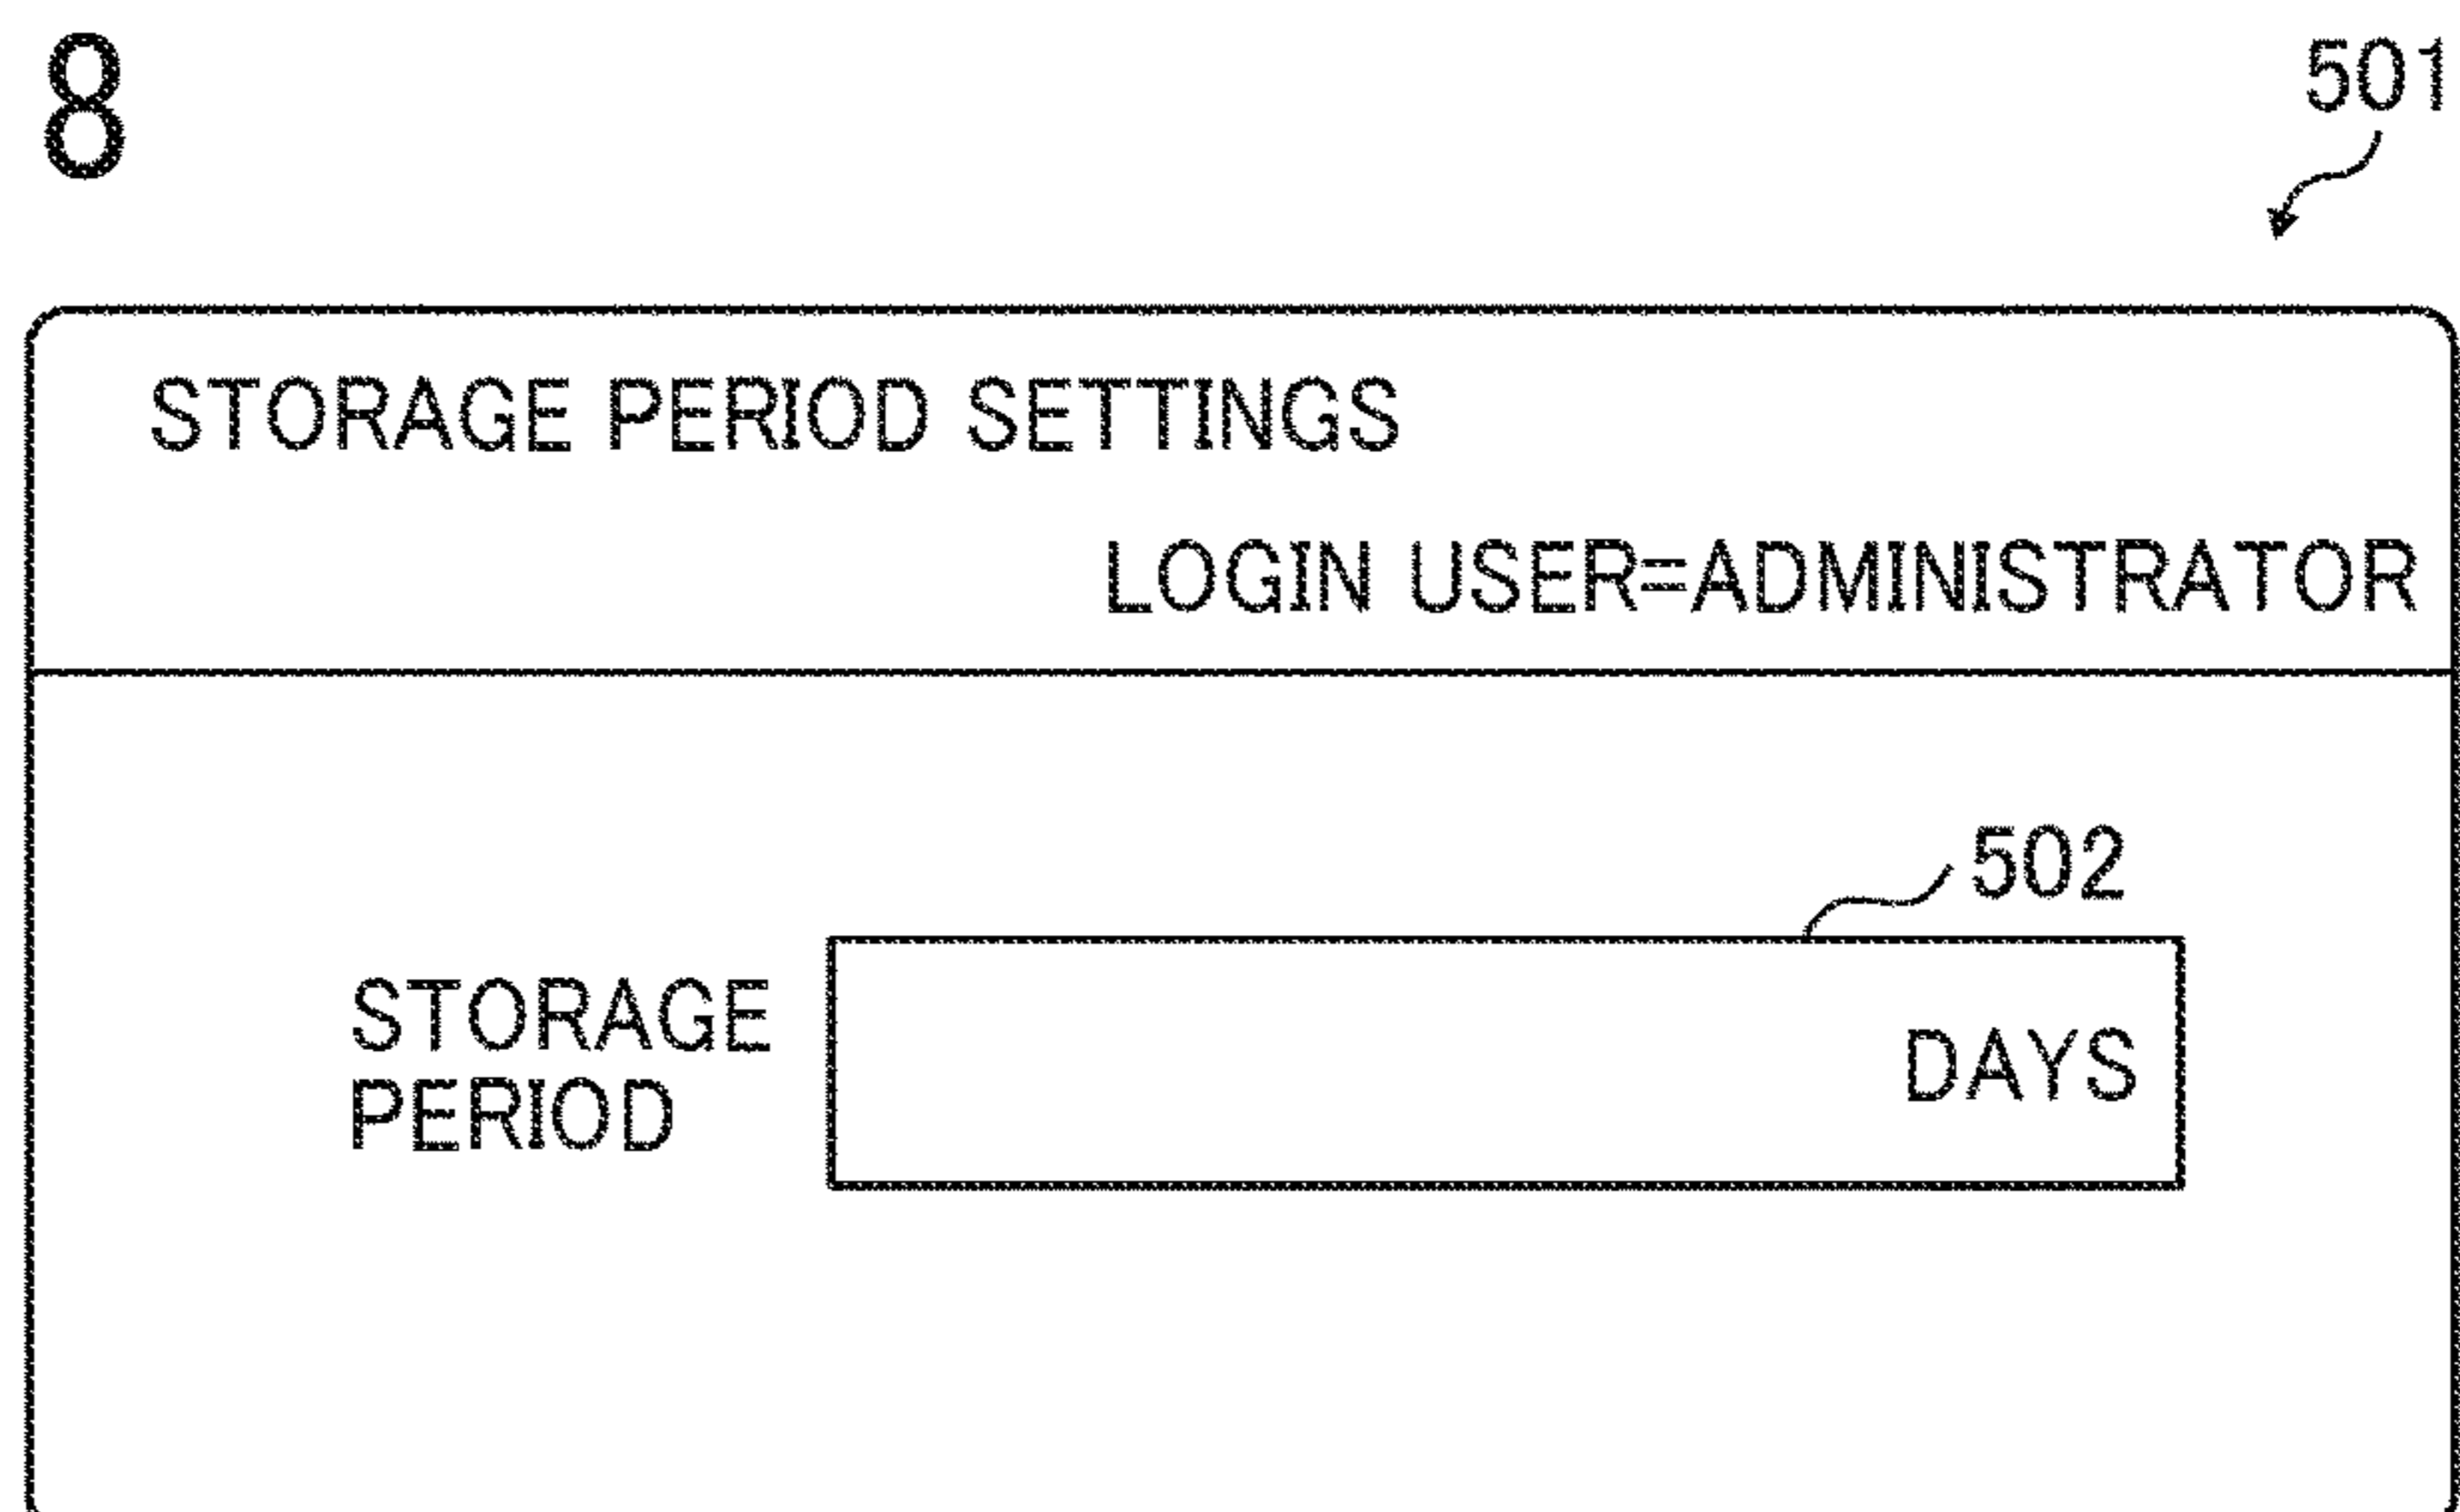 8
501
STORAGE PERIOD SETTINGS
LOGIN USER=ADMINISTRATOR
502
STORAGE
PERIOD
DAYS